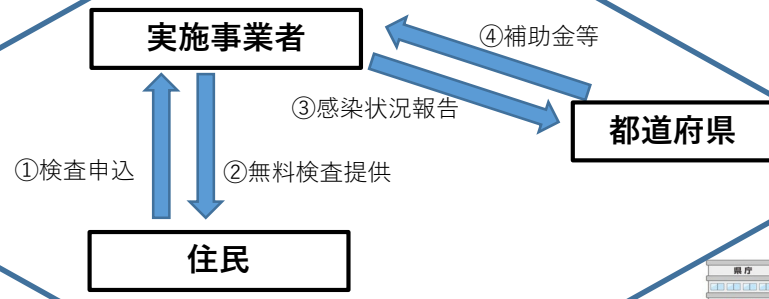 実施事業者
④補助金等
③感染状況報告
都道府県
①検査申込
②無料検査提供
住民
県庁